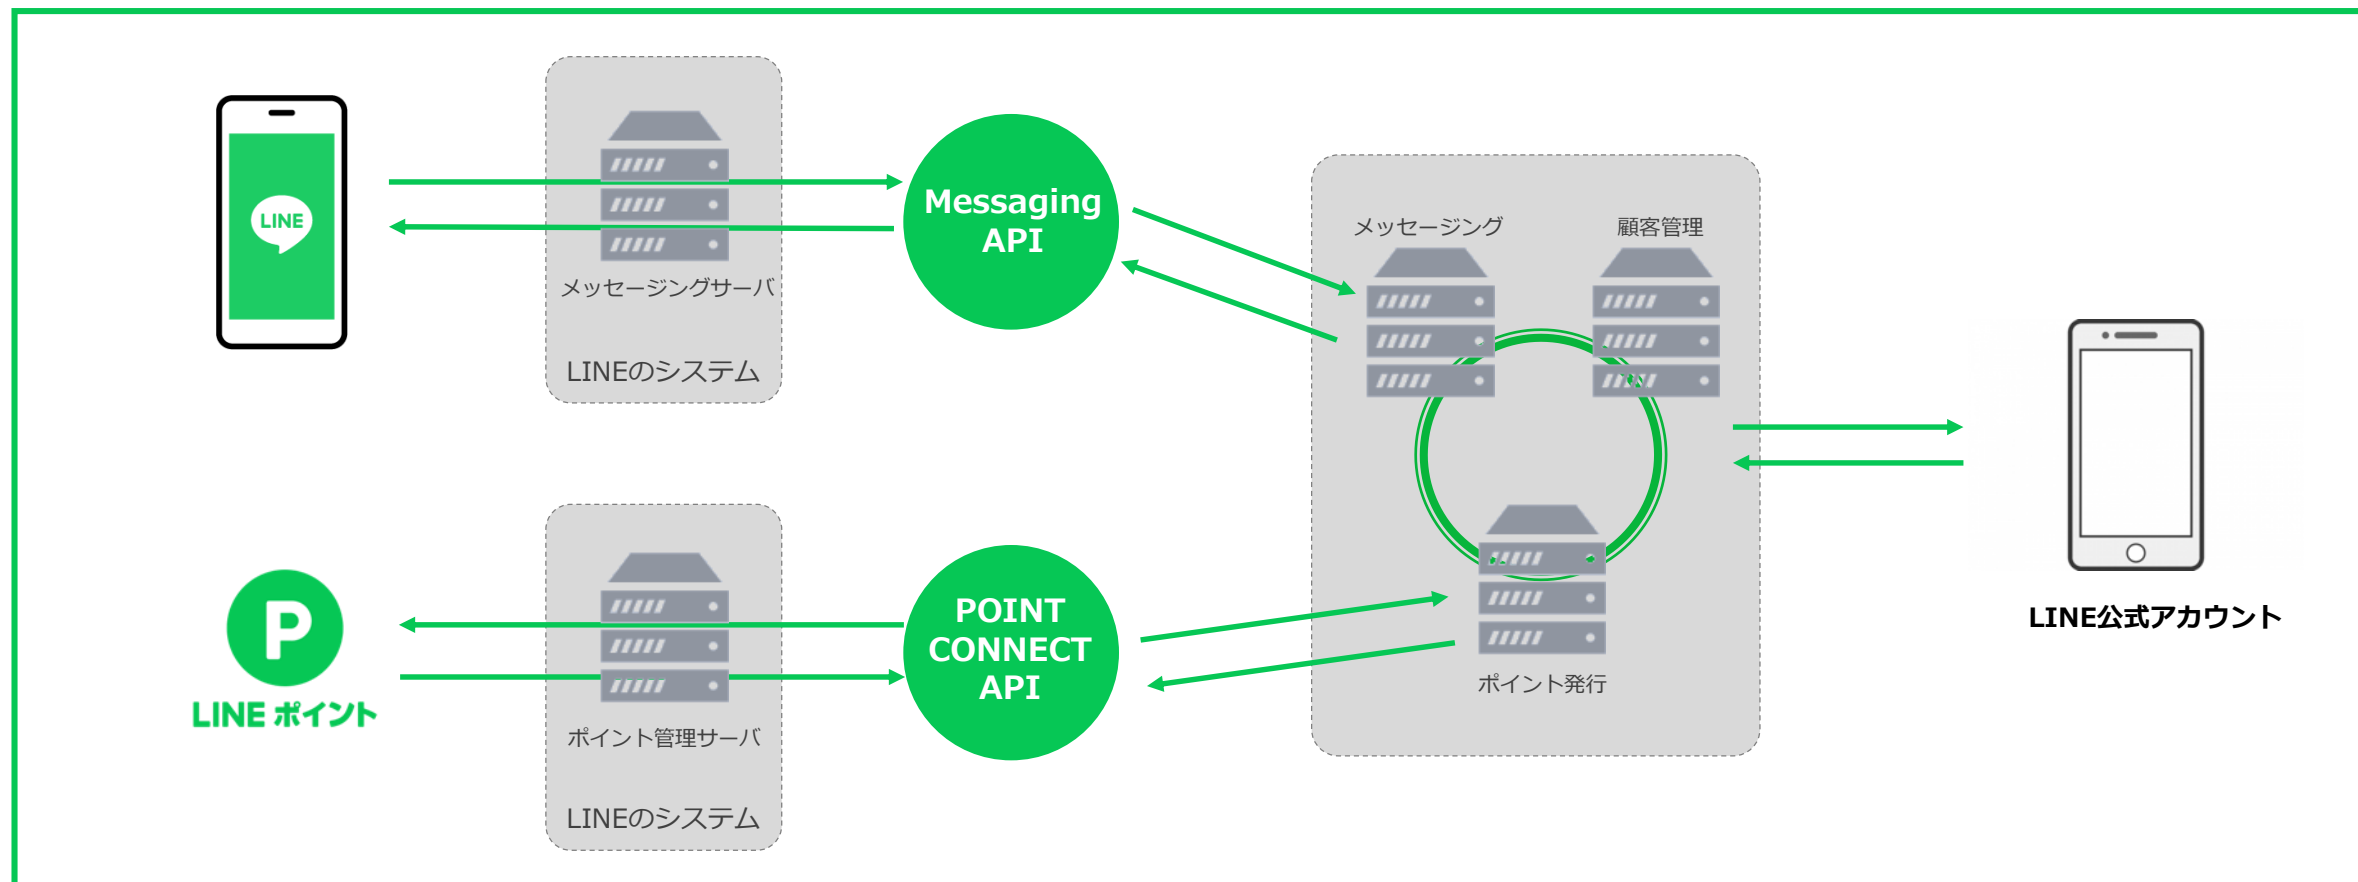 LINE
メッセージングサーバ
LINEのシステム
Messaging
API
メッセージング
顧客管理
ポイント発行
LINE公式アカウント
P
LINE ポイント
ポイント管理サーバ
LINEのシステム
POINT
CONNECT
API